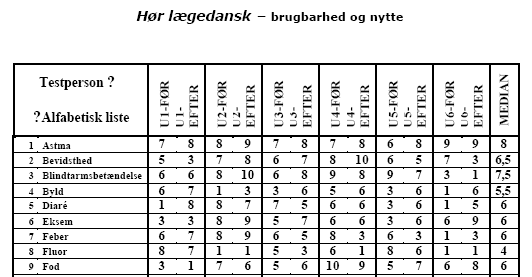 Hør lægedansk – brugbarhed og nytte
Testperson ? U1-FØR U1-EFTER U2-FØR U2-EFTER U3-FØR U3-EFTER U4-FØR U4-EFTER U5-FØR U5-EFTER U6-FØR U6-EFTER MEDIAN
?Alfabetisk liste
1 Astma 7 8 8 9 7 8 7 8 6 8 9 9 8
2 Bevidsthed 5 3 7 8 6 7 8 10 6 5 7 3 6,5
3 Blindtarmsbetændelse 6 6 8 10 6 8 9 8 9 7 3 1 7,5
4 Byld 6 7 1 3 3 6 5 4 6 6 1 6 5,5
5 Diaré 8 1 8 7 7 5 6 3 6 6 1 5 6
6 Eksem 3 3 8 9 5 7 6 6 3 6 6 9 6
7 Feber 6 7 8 9 6 5 8 3 6 3 1 3 6
8 Fluor 8 7 1 1 5 3 6 1 8 6 1 1 4
9 Fod 3 1 7 6 5 6 10 9 5 7 6 8 6